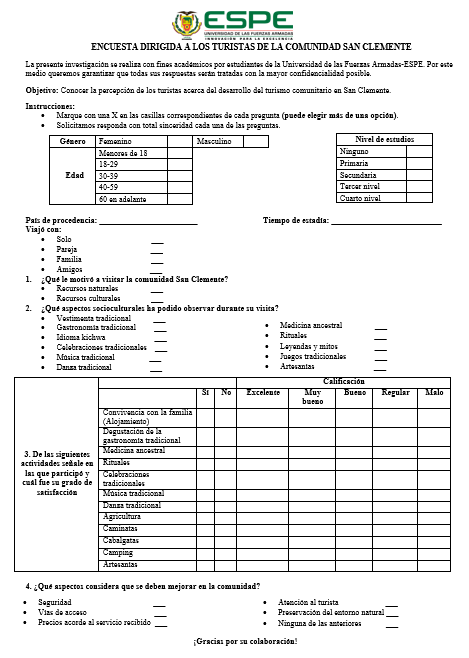 ESPE
UNIVERSIDAD DE LAS FUERZAS ARMADAS
INNOVACIÓN PARA LA EXCELENCIA
ENCUESTA DIRIGIDA A LOS TURISTAS DE LA COMUNIDAD SAN CLEMENTE
La presente investigación se realiza con fines académicos por estudiantes de la Universidad de las Fuerzas Armadas-ESPE. Por este
medio queremos garantizar que todas sus respuestas serán tratadas con la mayor confidencialidad posible.
Objetivo: Conocer la percepción de los turistas acerca del desarrollo del turismo comunitario en San Clemente.
Instrucciones:
• Marque con una X en las casillas correspondientes de cada pregunta (puede elegir más de una opción).
• Solicitamos responda con total sinceridad cada una de las preguntas.
Género Femenino Masculino
Edad
Menores de 18
18-29
30-39
40-59
60 en adelante
Nivel de estudios
Ninguno
Primaria
Secundaria
Tercer nivel
Cuarto nivel
País de procedencia: ____ Tiempo de estadía: ____
Viajó con:
• Solo ___
• Pareja ___
• Familia ___
• Amigos ___
1. ¿Qué le motivó a visitar la comunidad San Clemente?
• Recursos naturales ___
• Recursos culturales ___
2. ¿Qué aspectos socioculturales ha podido observar durante su visita?
• Vestimenta tradicional ___
• Gastronomía tradicional ___
• Idioma kichwa ___
• Celebraciones tradicionales ___
• Música tradicional ___
• Danza tradicional ___
• Medicina ancestral ___
• Rituales ___
• Leyendas y mitos ___
• Juegos tradicionales ___
• Artesanías ___
3. De las siguientes
actividades señale en
las que participó y
cuál fue su grado de
satisfacción
Calificación
Si No Excelente Muy bueno Bueno Regular Malo
Convivencia con la familia
(Alojamiento)
Degustación de la
gastronomía tradicional
Medicina ancestral
Rituales
Celebraciones
tradicionales
Música tradicional
Danza tradicional
Agricultura
Caminatas
Cabalgatas
Camping
Artesanías
4. ¿Qué aspectos considera que se deben mejorar en la comunidad?
• Seguridad ___
• Vías de acceso ___
• Precios acorde al servicio recibido ___
• Atención al turista ___
• Preservación del entorno natural ___
• Ninguna de las anteriores ___
¡Gracias por su colaboración!